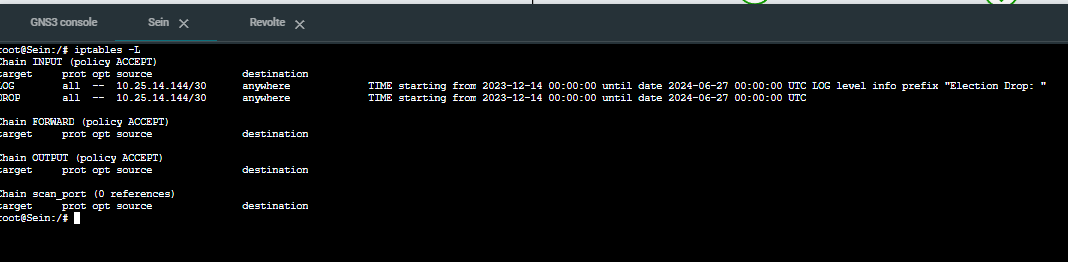 GNS3 console Sein × Revolte ×
root@Sein:/# iptables -L
Chain INPUT (policy ACCEPT)
target prot opt source destination
LOG all -- 10.25.14.144/30 anywhere TIME starting from 2023-12-14 00:00:00 until date 2024-06-27 00:00:00 UTC LOG level info prefix "Election Drop: "
DROP all -- 10.25.14.144/30 anywhere TIME starting from 2023-12-14 00:00:00 until date 2024-06-27 00:00:00 UTC
Chain FORWARD (policy ACCEPT)
target prot opt source destination
Chain OUTPUT (policy ACCEPT)
target prot opt source destination
Chain scan_port (0 references)
target prot opt source destination
root@Sein:/#